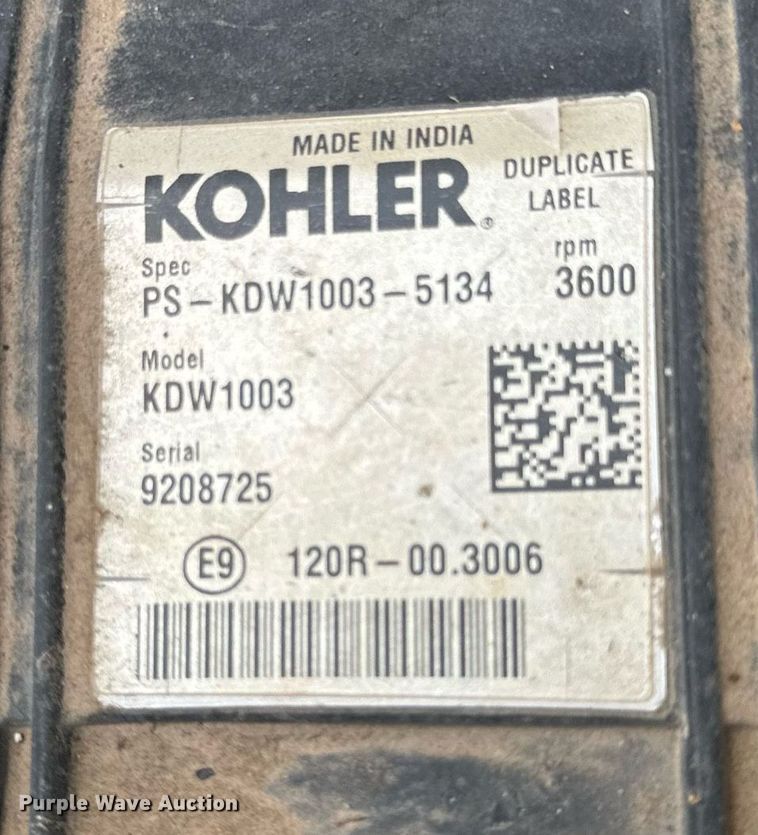 MADE IN INDIA
KOHLER®
DUPLICATE
LABEL
Spec
PS-KDW1003-5134
rpm
3600
Model
KDW1003
Serial
9208725
E9 120R-00.3006
Purple Wave Auction